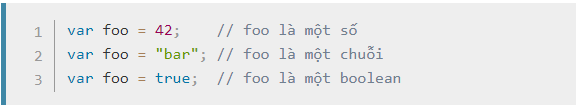 1 var foo = 42;    // foo là một số
2 var foo = "bar"; // foo là một chuỗi
3 var foo = true;  // foo là một boolean